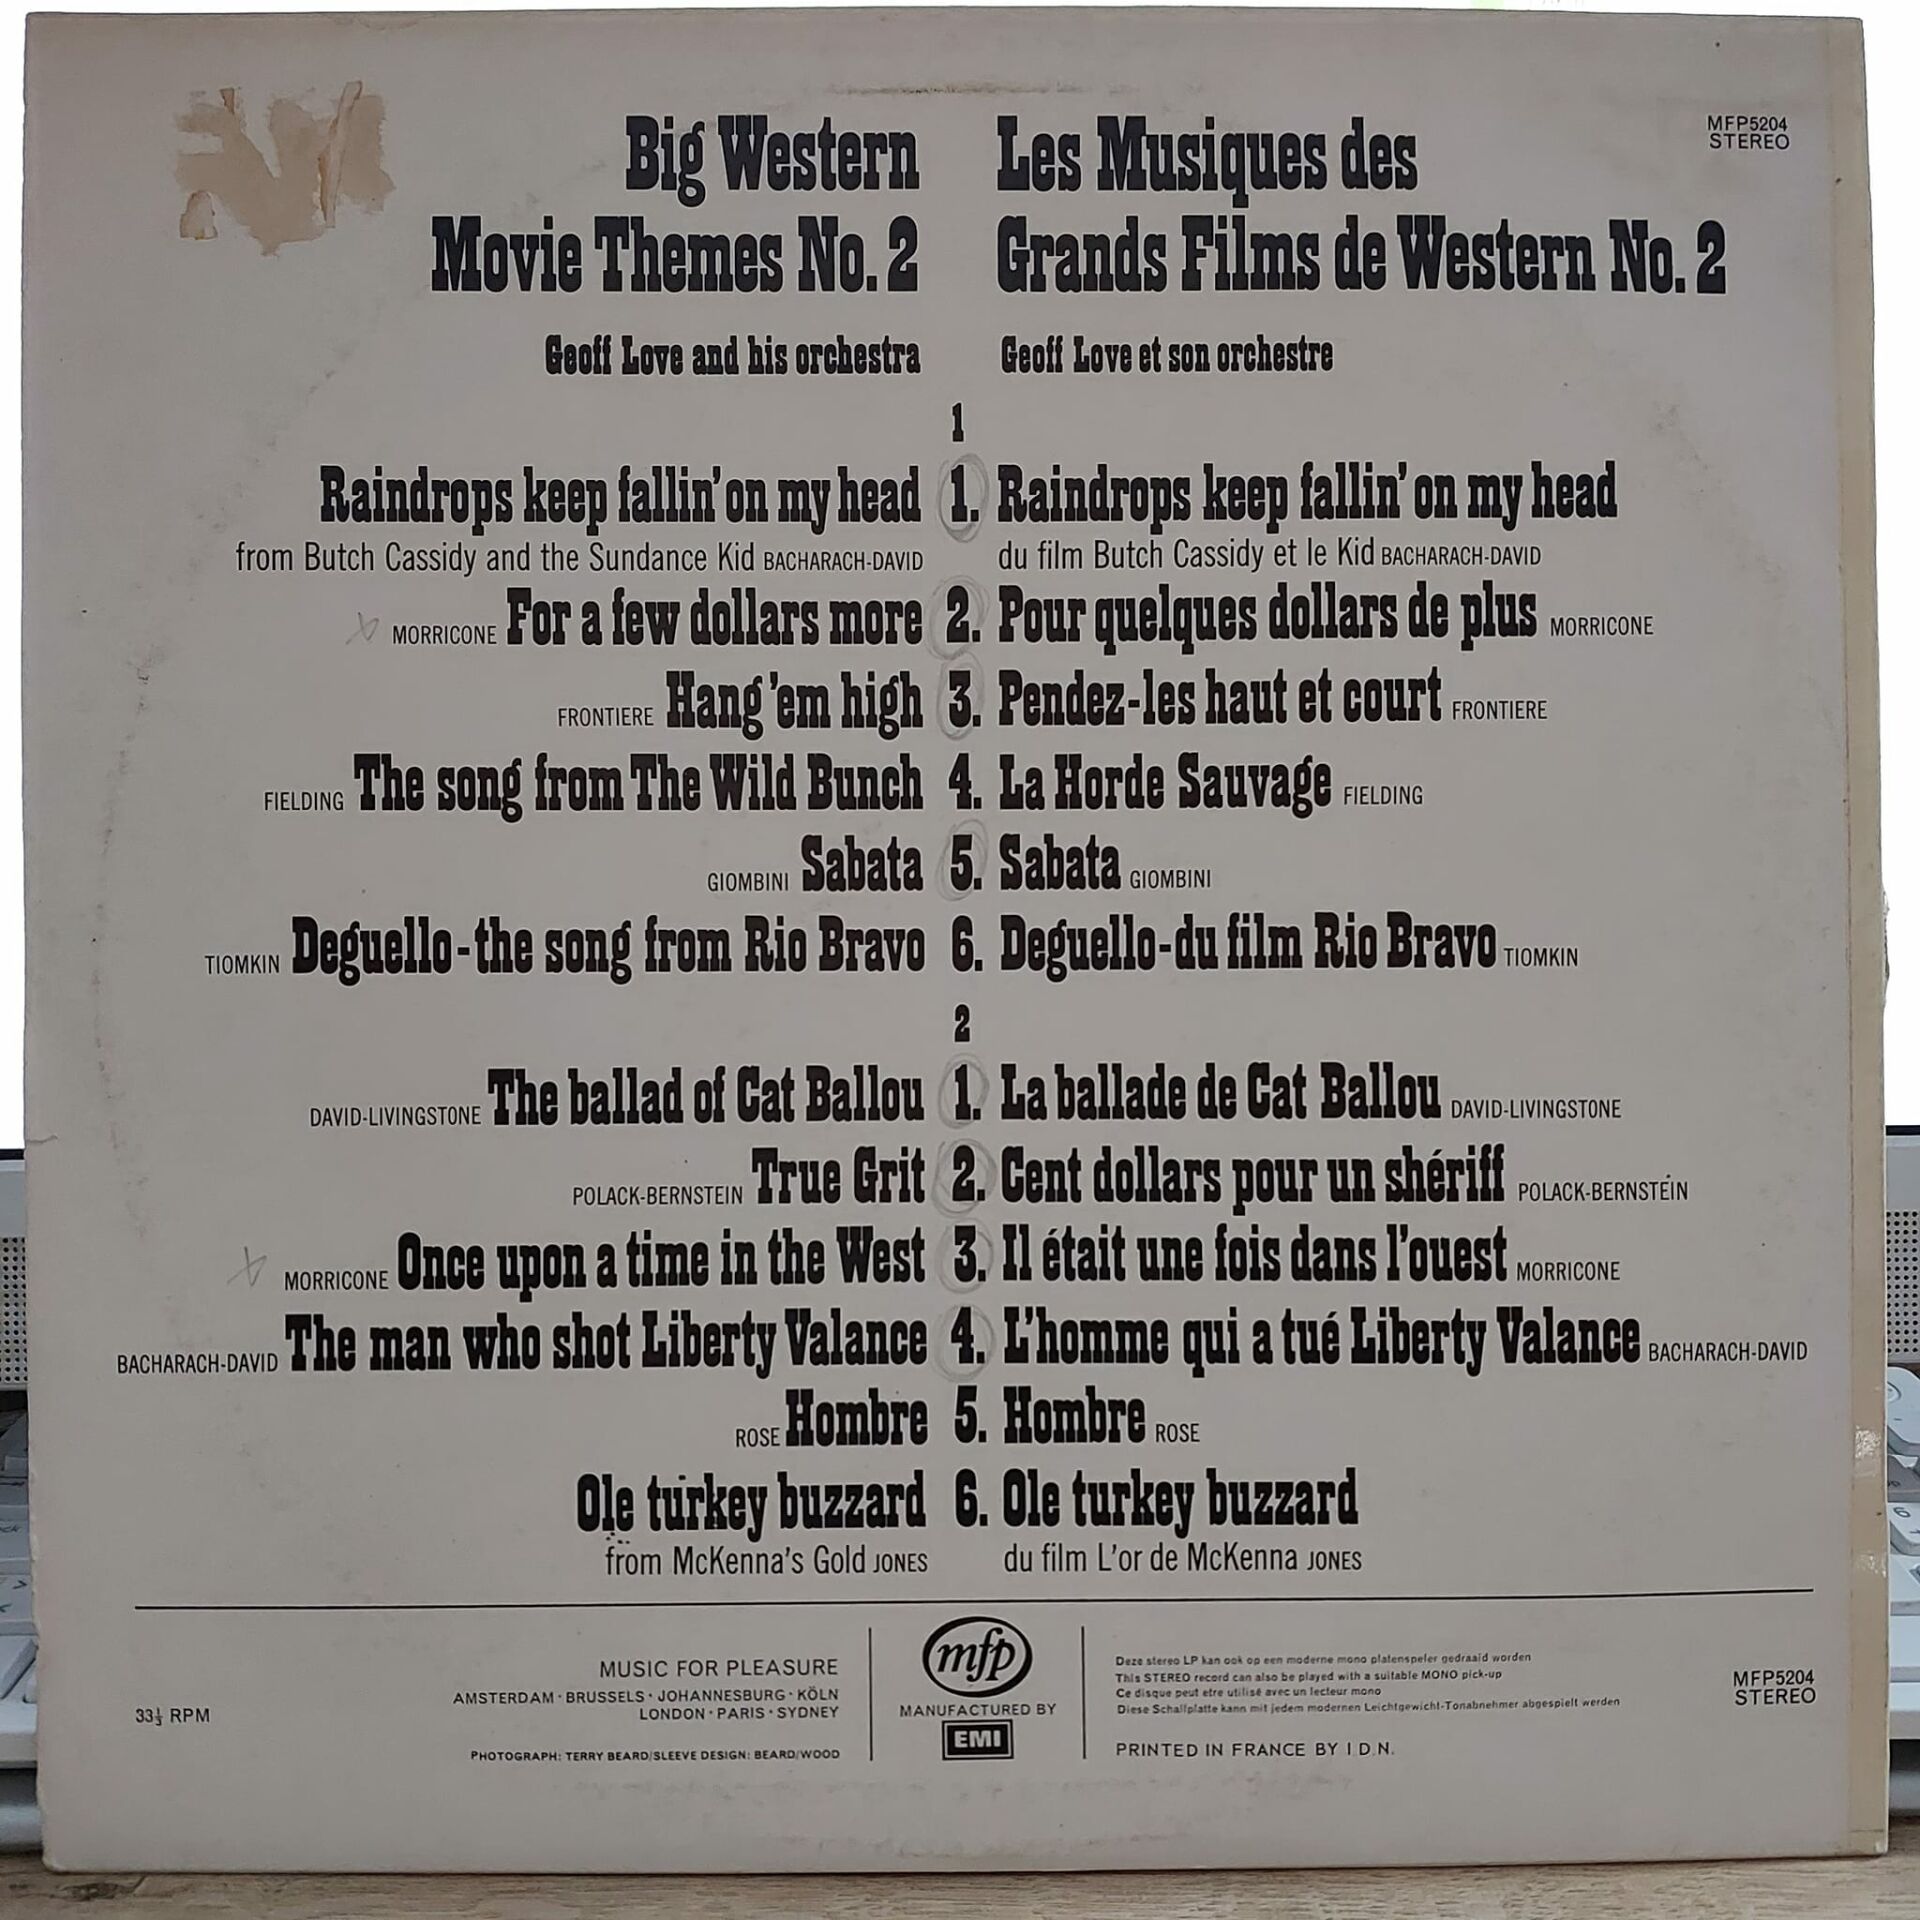 MFP5204
STEREO
Big Western
Movie Themes No. 2
Geoff Love and his orchestra
Les Musiques des
Grands Films de Western No. 2
Geoff Love et son orchestre
1
Raindrops keep fallin' on my head 1. Raindrops keep fallin' on my head
from Butch Cassidy and the Sundance Kid BACHARACH-DAVID du film Butch Cassidy et le Kid BACHARACH-DAVID
MORRICONE For a few dollars more 2. Pour quelques dollars de plus MORRICONE
FRONTIERE Hang 'em high 3. Pendez-les haut et court FRONTIERE
FIELDING The song from The Wild Bunch 4. La Horde Sauvage FIELDING
GIOMBINI Sabata 5. Sabata GIOMBINI
TIOMKIN Deguello-the song from Rio Bravo 6. Deguello-du film Rio Bravo TIOMKIN
2
DAVID-LIVINGSTONE The ballad of Cat Ballou 1. La ballade de Cat Ballou DAVID-LIVINGSTONE
POLACK-BERNSTEIN True Grit 2. Cent dollars pour un shériff POLACK-BERNSTEIN
MORRICONE Once upon a time in the West 3. Il était une fois dans l'ouest MORRICONE
BACHARACH-DAVID The man who shot Liberty Valance 4. L'homme qui a tué Liberty Valance BACHARACH-DAVID
ROSE Hombre 5. Hombre ROSE
Ole turkey buzzard 6. Ole turkey buzzard
from McKenna's Gold JONES du film L'or de McKenna JONES
33⅓ RPM
MUSIC FOR PLEASURE
AMSTERDAM · BRUSSELS · JOHANNESBURG · KÖLN
LONDON · PARIS · SYDNEY
PHOTOGRAPH: TERRY BEARD/SLEEVE DESIGN: BEARD/WOOD
mfp
MANUFACTURED BY
EMI
Deze stereo LP kan ook op een moderne mono platenspeler gedraaid worden
This STEREO record can also be played with a suitable MONO pick-up
Ce disque peut etre utilisé avec un lecteur mono
Diese Schallplatte kann mit jedem modernen Leichtgewicht-Tonabnehmer abgespielt werden
PRINTED IN FRANCE BY I.D.N.
MFP5204
STEREO